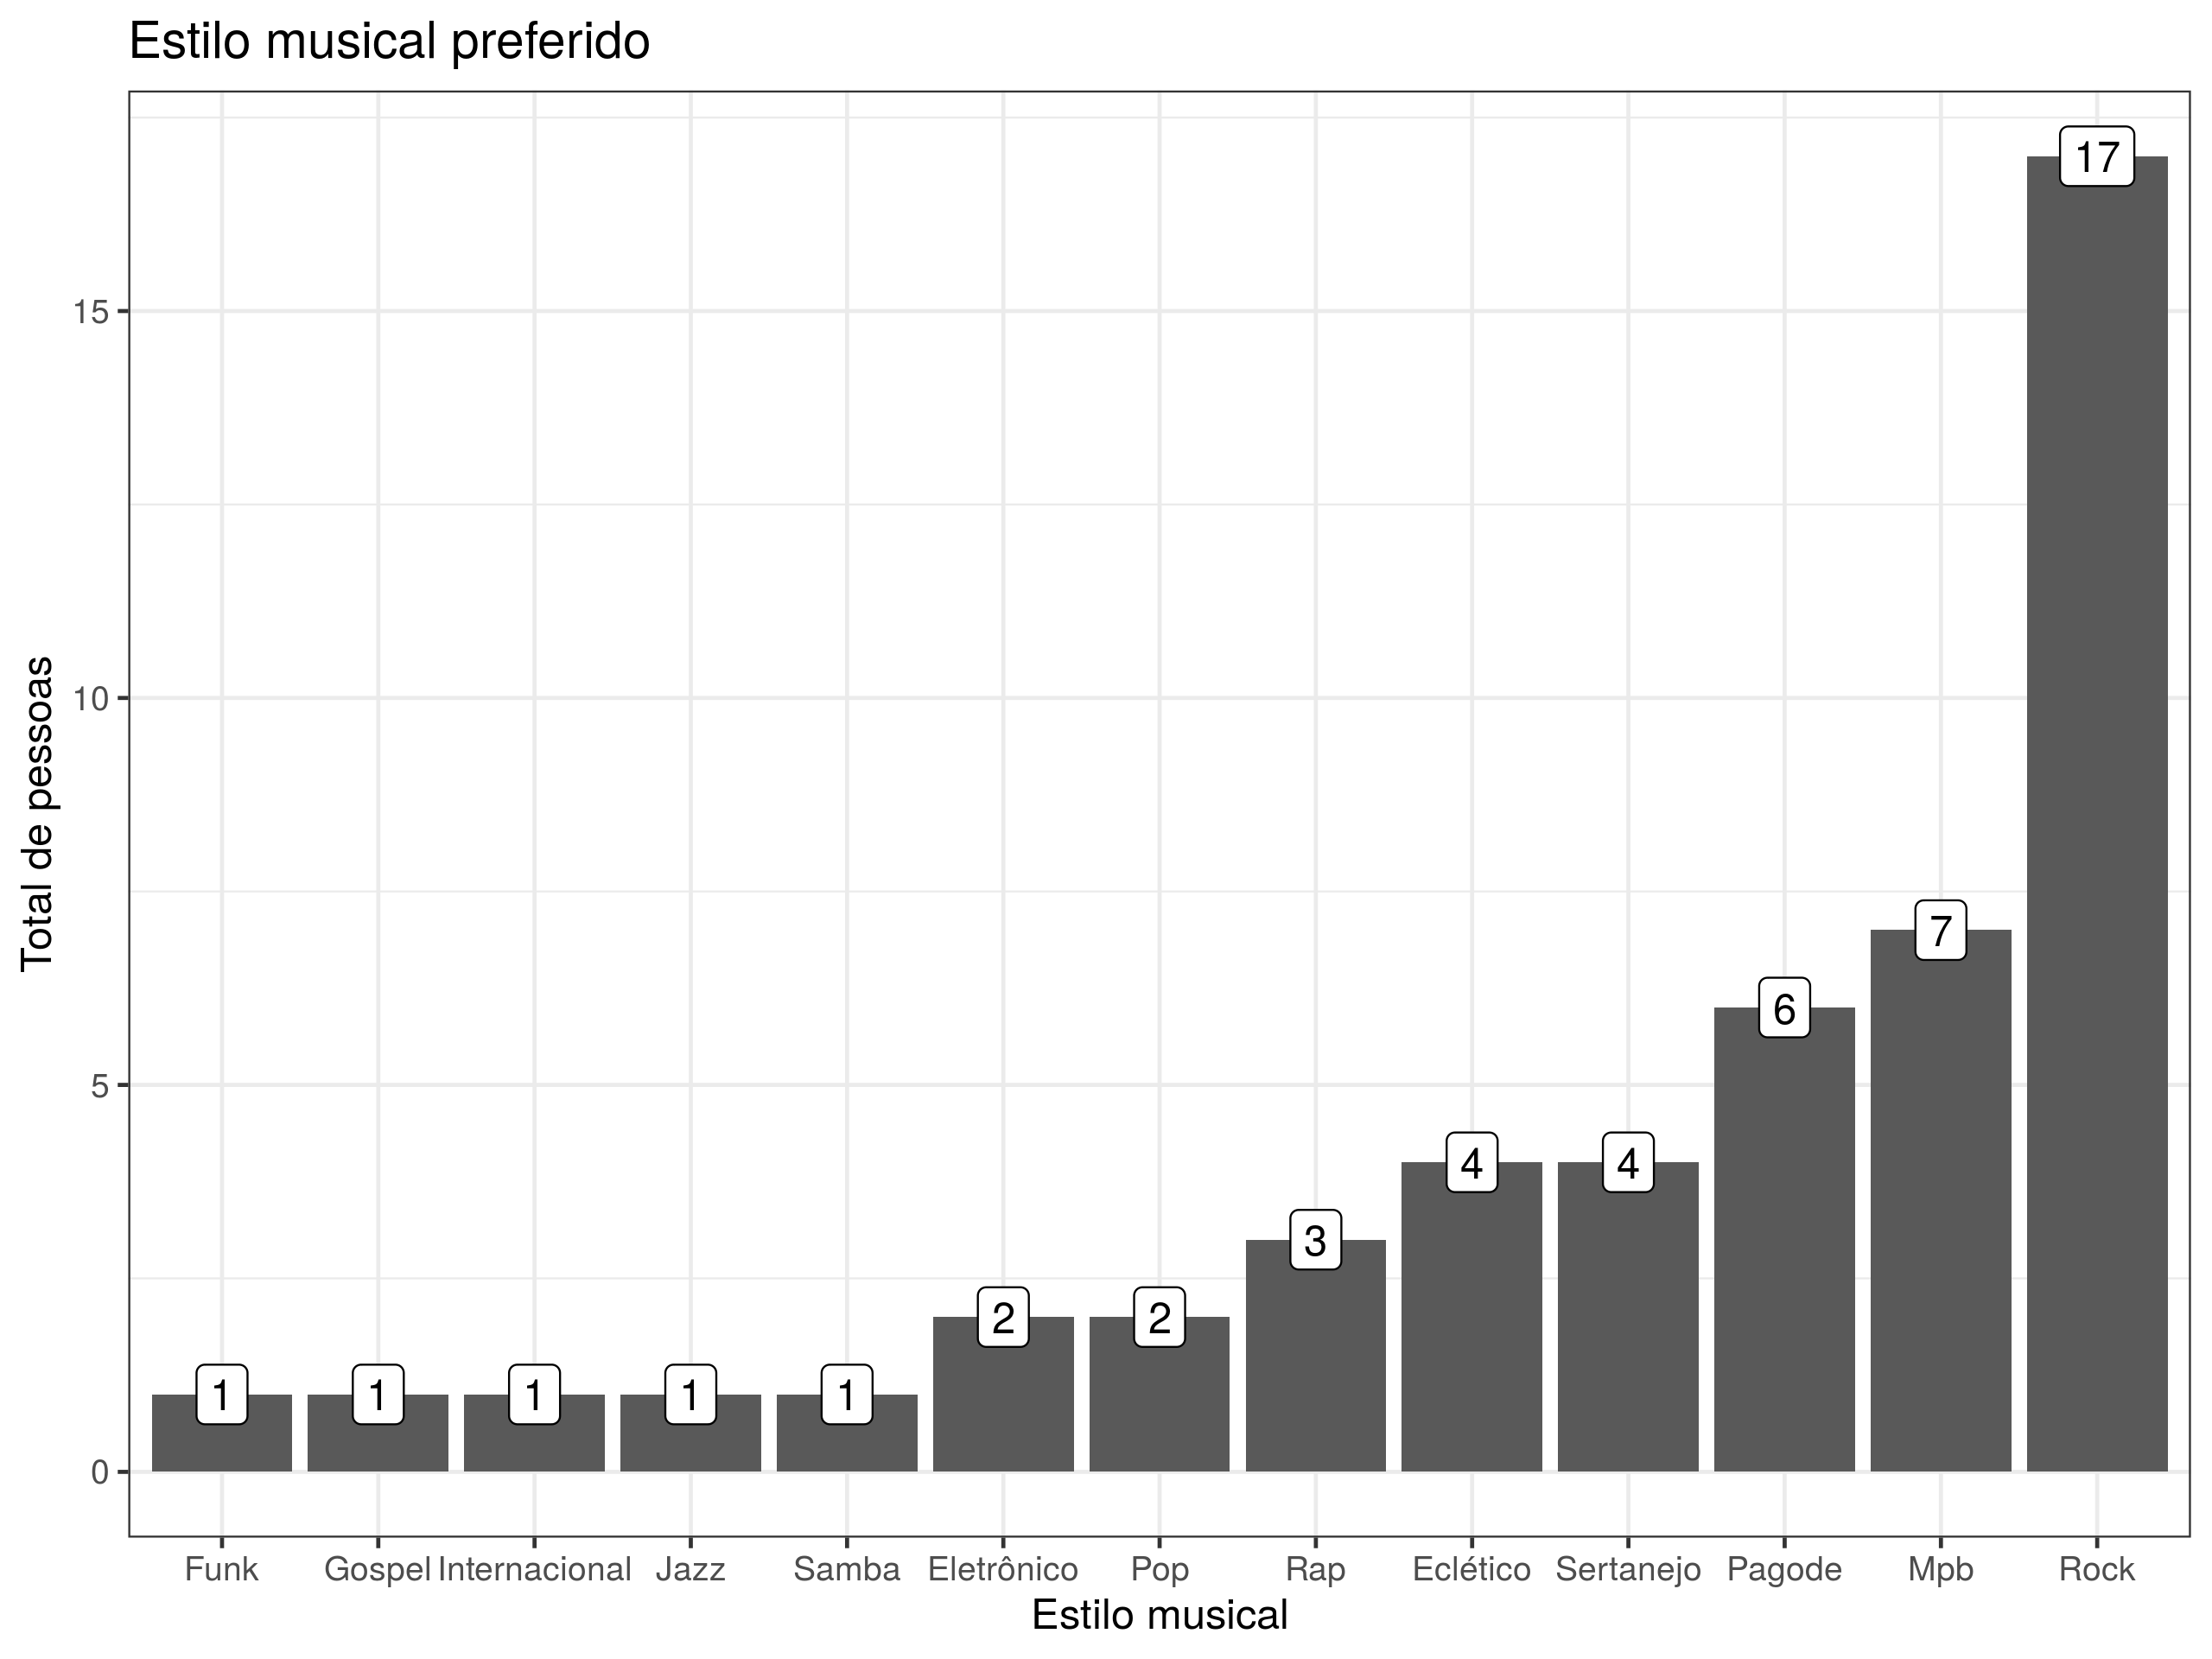 Estilo musical preferido
Total de pessoas
15
10
5
0
1 1 1 1 1 2 2 3 4 4 6 7 17
Funk Gospel Internacional Jazz Samba Eletrônico Pop Rap Eclético Sertanejo Pagode Mpb Rock
Estilo musical